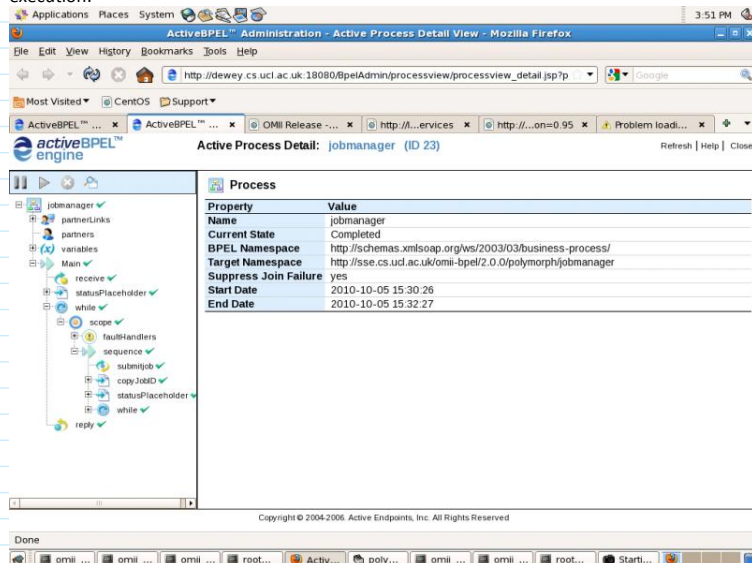 execution.
Applications Places System 3:51 PM
ActiveBPEL™ Administration - Active Process Detail View - Mozilla Firefox
File Edit View History Bookmarks Tools Help
http://dewey.cs.ucl.ac.uk:18080/BpelAdmin/processview/processview_detail.jsp?p Google
Most Visited CentOS Support
ActiveBPEL™ ... ActiveBPEL ™ ... OMII Release -... http://l...ervices http://...on=0.95 Problem loadi...
activeBPEL™ engine
Active Process Detail: jobmanager (ID 23) Refresh | Help | Close
Process
jobmanager
partnerLinks
partners
(x) variables
Main
receive
statusPlaceholder
while
scope
faultHandlers
sequence
submitjob
copyJobID
statusPlaceholder
while
reply
Property Value
Name jobmanager
Current State Completed
BPEL Namespace http://schemas.xmlsoap.org/ws/2003/03/business-process/
Target Namespace http://sse.cs.ucl.ac.uk/omii-bpel/2.0.0/polymorph/jobmanager
Suppress Join Failure yes
Start Date 2010-10-05 15:30:26
End Date 2010-10-05 15:32:27
Copyright © 2004-2006. Active Endpoints, Inc. All Rights Reserved
Done
omii ... omii ... omii ... root... Activ... poly... omii ... omii ... root... Starti...